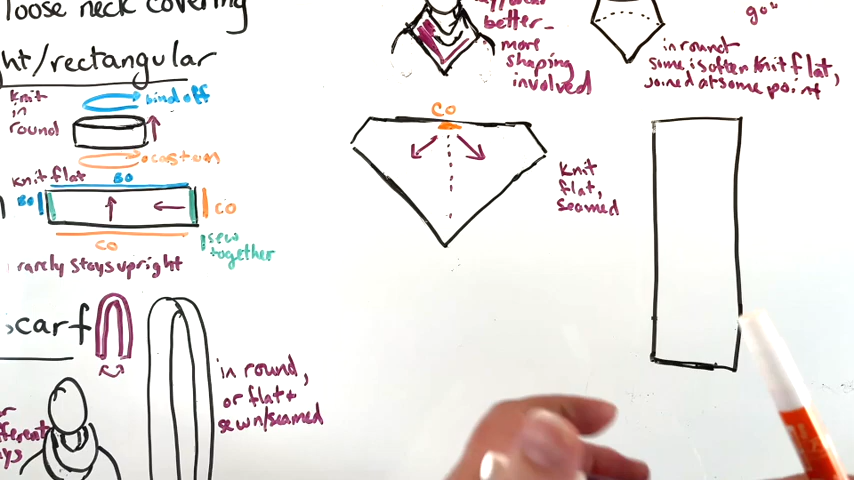 loose neck covering
ht/rectangular
knit
in
round
bind off
cast on
knit flat
BO
BO
CO
CO
sew
together
rarely stays upright
scarf
in round,
or flat +
sewn/seamed
better-
more
shaping
involved
in round
some is often knit flat,
joined at some point
CO
knit
flat,
seamed